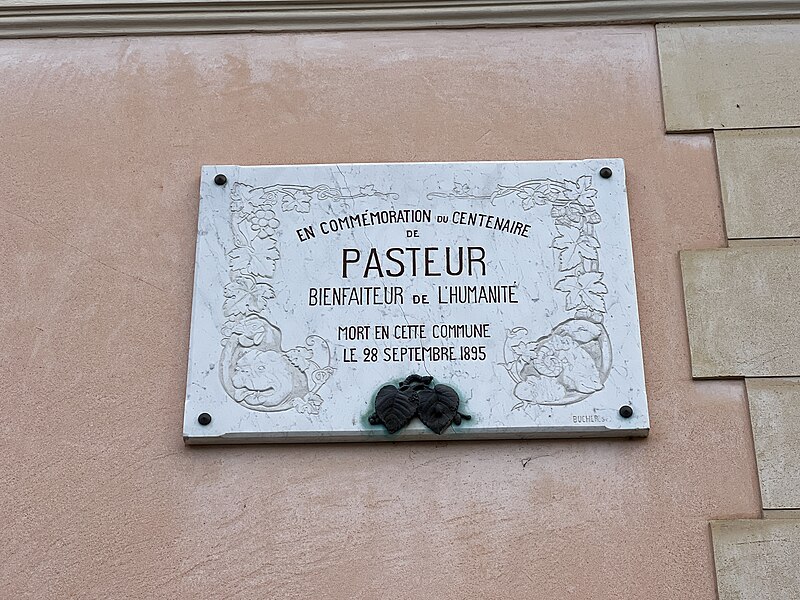 EN COMMÉMORATION DU CENTENAIRE
DE
PASTEUR
BIENFAITEUR DE L'HUMANITÉ
MORT EN CETTE COMMUNE
LE 28 SEPTEMBRE 1895